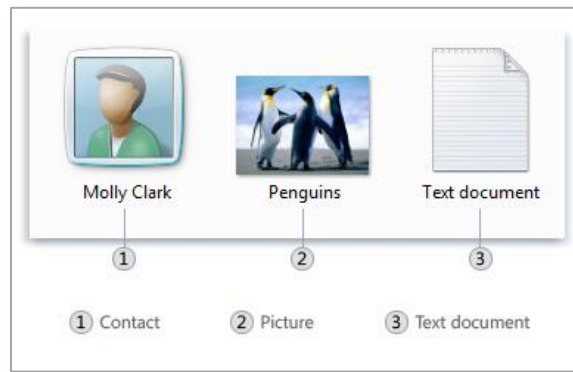 Molly Clark
Penguins
Text document
1
2
3
1 Contact
2 Picture
3 Text document